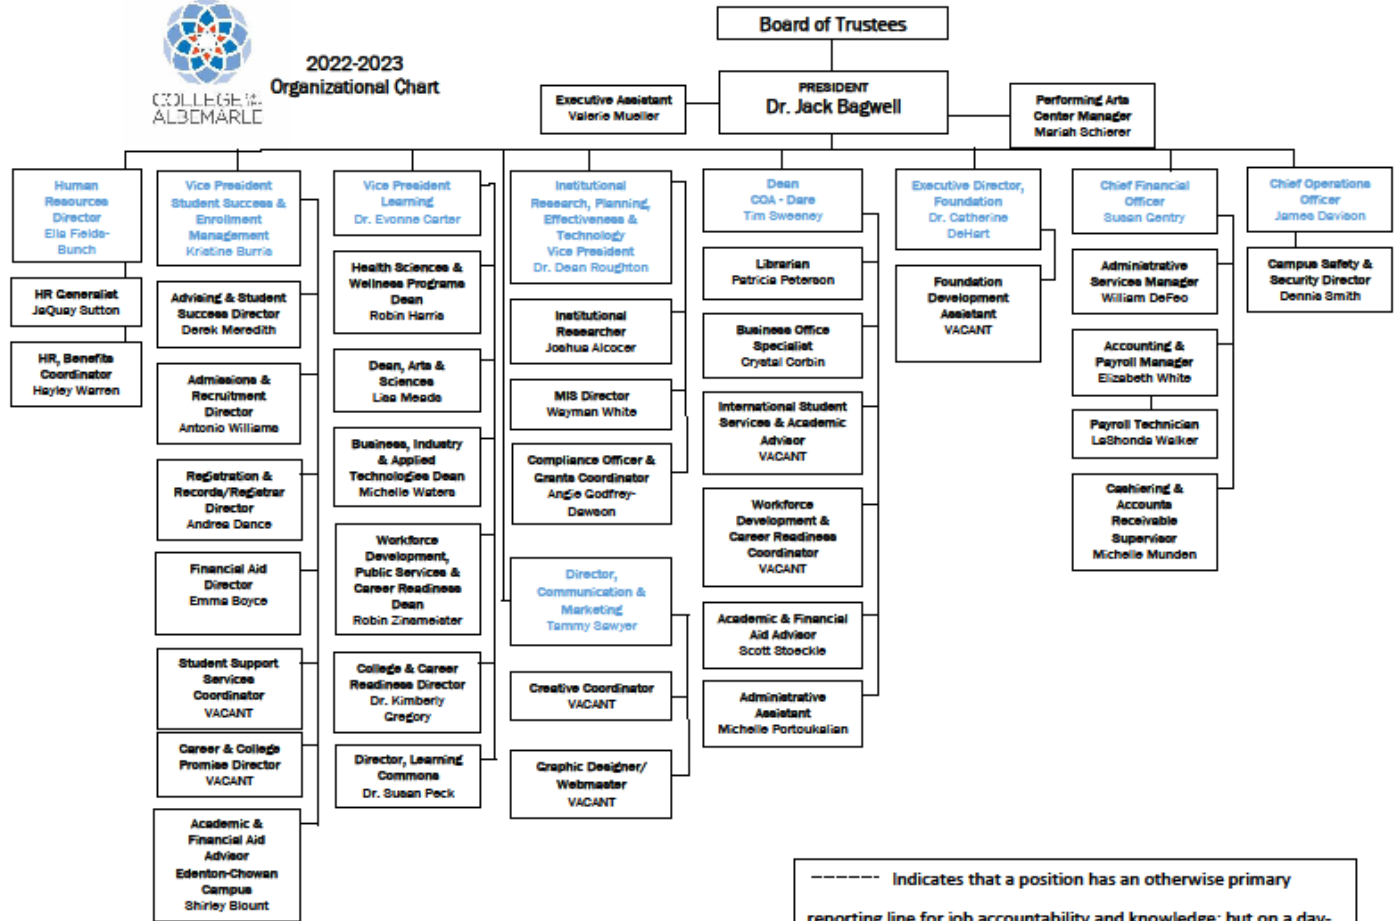 COLLEGE OF THE
ALBEMARLE
2022-2023
Organizational Chart
Board of Trustees
PRESIDENT
Dr. Jack Bagwell
Executive Assistant
Valerie Mueller
Performing Arts
Center Manager
Mariah Schierer
Human
Resources
Director
Ella Fields-
Bunch
HR Generalist
JaQuay Sutton
HR, Benefits
Coordinator
Hayley Warren
Vice President
Student Success &
Enrollment
Management
Kristine Burris
Advising & Student
Success Director
Derek Meredith
Admissions &
Recruitment
Director
Antonio Williams
Registration &
Records/Registrar
Director
Andrea Dance
Financial Aid
Director
Emma Boyce
Student Support
Services
Coordinator
VACANT
Career & College
Promise Director
VACANT
Academic &
Financial Aid
Advisor
Edenton-Chowan
Campus
Shirley Blount
Vice President
Learning
Dr. Evonne Carter
Health Sciences &
Wellness Programs
Dean
Robin Harris
Dean, Arts &
Sciences
Lisa Meads
Business, Industry
& Applied
Technologies Dean
Michelle Waters
Workforce
Development,
Public Services &
Career Readiness
Dean
Robin Zinsmeister
College & Career
Readiness Director
Dr. Kimberly
Gregory
Director, Learning
Commons
Dr. Susan Peck
Institutional
Research, Planning,
Effectiveness &
Technology
Vice President
Dr. Dean Roughton
Institutional
Researcher
Joshua Alcocer
MIS Director
Wayman White
Compliance Officer &
Grants Coordinator
Angie Godfrey-
Dawson
Director,
Communication &
Marketing
Tammy Sawyer
Creative Coordinator
VACANT
Graphic Designer/
Webmaster
VACANT
Dean
COA - Dare
Tim Sweeney
Librarian
Patricia Peterson
Business Office
Specialist
Crystal Corbin
International Student
Services & Academic
Advisor
VACANT
Workforce
Development &
Career Readiness
Coordinator
VACANT
Academic & Financial
Aid Advisor
Scott Stoeckle
Administrative
Assistant
Michelle Portoukalian
Executive Director,
Foundation
Dr. Catherine
DeHart
Foundation
Development
Assistant
VACANT
Chief Financial
Officer
Susan Gentry
Administrative
Services Manager
William DeFeo
Accounting &
Payroll Manager
Elizabeth White
Payroll Technician
LaShonda Walker
Cashiering &
Accounts
Receivable
Supervisor
Michelle Munden
Chief Operations
Officer
James Davison
Campus Safety &
Security Director
Dennis Smith
------- Indicates that a position has an otherwise primary
reporting line for job accountability and knowledge; but on a day-